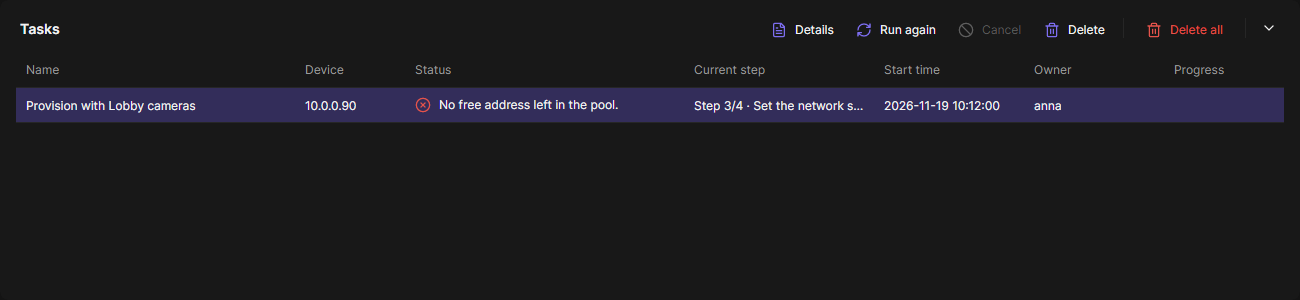 Tasks Details Run again Cancel Delete Delete all
Name Device Status Current step Start time Owner Progress
Provision with Lobby cameras 10.0.0.90 No free address left in the pool. Step 3/4 · Set the network s... 2026-11-19 10:12:00 anna